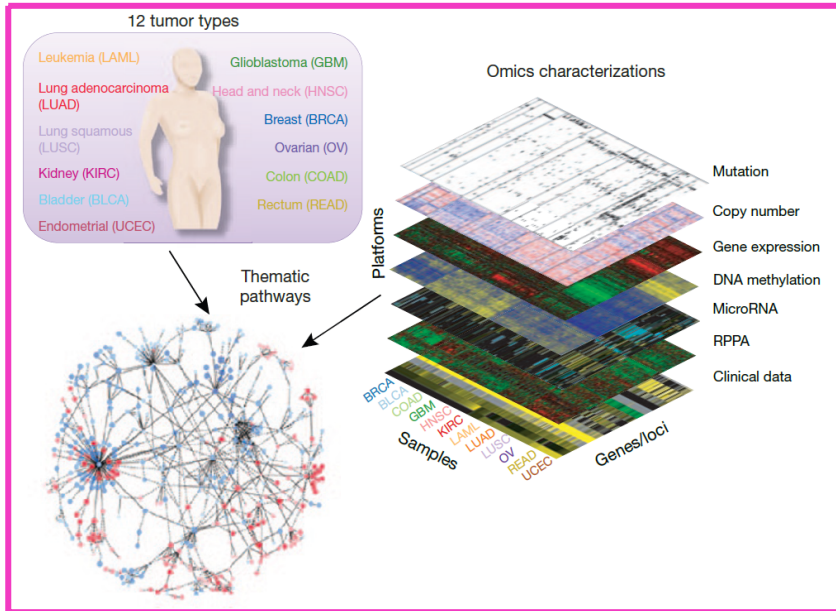 12 tumor types
Leukemia (LAML)
Lung adenocarcinoma
(LUAD)
Lung squamous
(LUSC)
Kidney (KIRC)
Bladder (BLCA)
Endometrial (UCEC)
Glioblastoma (GBM)
Head and neck (HNSC)
Breast (BRCA)
Ovarian (OV)
Colon (COAD)
Rectum (READ)
Thematic
pathways
Omics characterizations
Platforms
Mutation
Copy number
Gene expression
DNA methylation
MicroRNA
RPPA
Clinical data
BRCA
BLCA
COAD
GBM
HNSC
KIRC
LAML
LUAD
LUSC
OV
READ
UCEC
Samples
Genes/loci